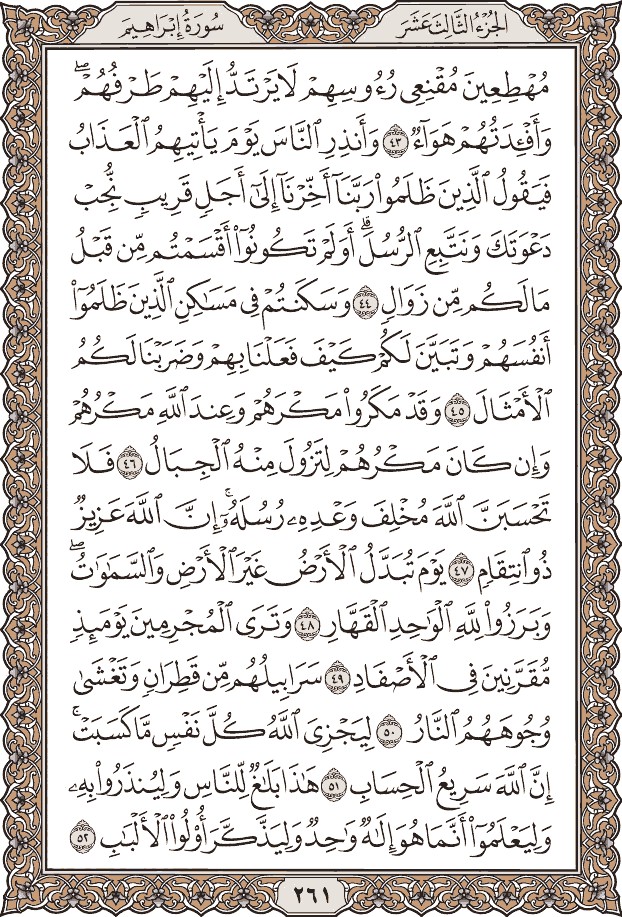 سُورَةُ إِبۡرَاهِيم
الجُزۡءُ الثَّالِثَ عَشَرَ
مُهۡطِعِينَ مُقۡنِعِي رُءُوسِهِمۡ لَا يَرۡتَدُّ إِلَيۡهِمۡ طَرۡفُهُمۡۖ
وَأَفۡـِٔدَتُهُمۡ هَوَآءٞ ٤٣ وَأَنذِرِ ٱلنَّاسَ يَوۡمَ يَأۡتِيهِمُ ٱلۡعَذَابُ
فَيَقُولُ ٱلَّذِينَ ظَلَمُواْ رَبَّنَآ أَخِّرۡنَآ إِلَىٰٓ أَجَلٖ قَرِيبٖ نُّجِبۡ
دَعۡوَتَكَ وَنَتَّبِعِ ٱلرُّسُلَۗ أَوَلَمۡ تَكُونُوٓاْ أَقۡسَمۡتُم مِّن قَبۡلُ
مَا لَكُم مِّن زَوَالٖ ٤٤ وَسَكَنتُمۡ فِي مَسَٰكِنِ ٱلَّذِينَ ظَلَمُوٓاْ
أَنفُسَهُمۡ وَتَبَيَّنَ لَكُمۡ كَيۡفَ فَعَلۡنَا بِهِمۡ وَضَرَبۡنَا لَكُمُ
ٱلۡأَمۡثَالَ ٤٥ وَقَدۡ مَكَرُواْ مَكۡرَهُمۡ وَعِندَ ٱللَّهِ مَكۡرُهُمۡ
وَإِن كَانَ مَكۡرُهُمۡ لِتَزُولَ مِنۡهُ ٱلۡجِبَالُ ٤٦ فَلَا
تَحۡسَبَنَّ ٱللَّهَ مُخۡلِفَ وَعۡدِهِۦ رُسُلَهُۥٓۚ إِنَّ ٱللَّهَ عَزِيزٞ
ذُو ٱنتِقَامٖ ٤٧ يَوۡمَ تُبَدَّلُ ٱلۡأَرۡضُ غَيۡرَ ٱلۡأَرۡضِ وَٱلسَّمَٰوَٰتُۖ
وَبَرَزُواْ لِلَّهِ ٱلۡوَٰحِدِ ٱلۡقَهَّارِ ٤٨ وَتَرَى ٱلۡمُجۡرِمِينَ يَوۡمَئِذٖ
مُّقَرَّنِينَ فِي ٱلۡأَصۡفَادِ ٤٩ سَرَابِيلُهُم مِّن قَطِرَانٖ وَتَغۡشَىٰ
وُجُوهَهُمُ ٱلنَّارُ ٥٠ لِيَجۡزِيَ ٱللَّهُ كُلَّ نَفۡسٖ مَّا كَسَبَتۡۚ
إِنَّ ٱللَّهَ سَرِيعُ ٱلۡحِسَابِ ٥١ هَٰذَا بَلَٰغٞ لِّلنَّاسِ وَلِيُنذَرُواْ بِهِۦ
وَلِيَعۡلَمُوٓاْ أَنَّمَا هُوَ إِلَٰهٞ وَٰحِدٞ وَلِيَذَّكَّرَ أُوْلُواْ ٱلۡأَلۡبَٰبِ ٥٢
٢٦١